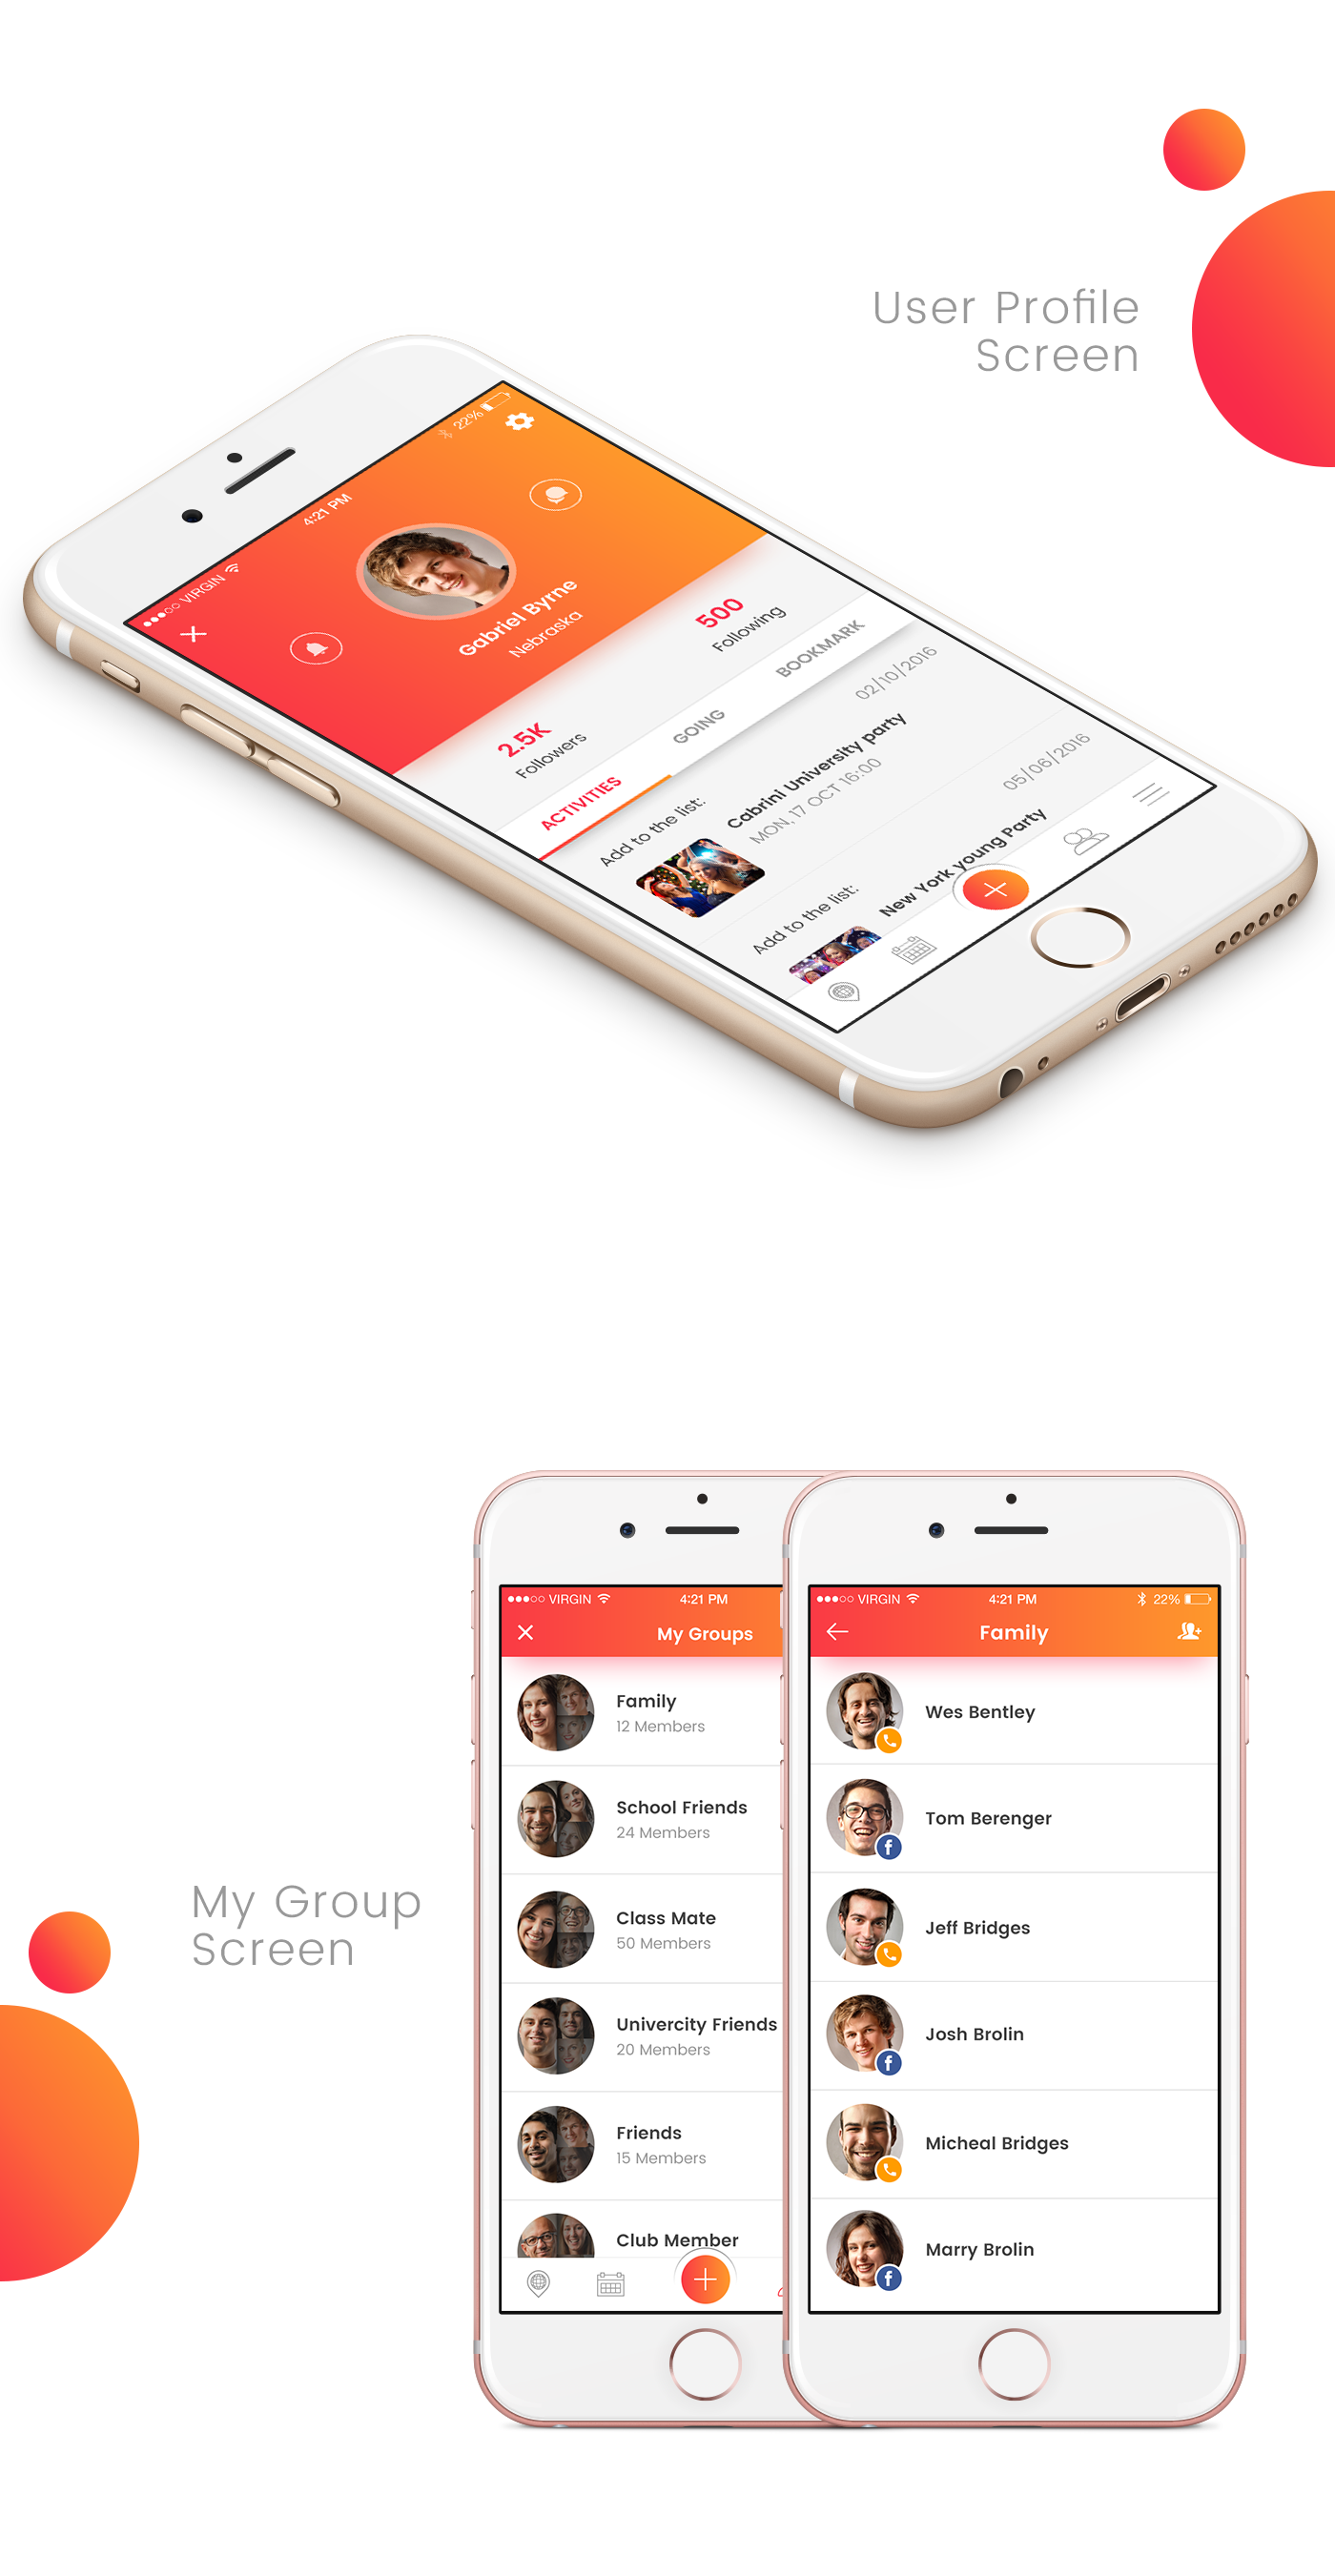 User Profile
Screen
VIRGIN
4:21 PM
22%
Gabriel Byrne
Nebraska
2.5K
Followers
500
Following
ACTIVITIES
GOING
BOOKMARK
Add to the list:
02/10/2016
Cabrini University party
MON, 17 OCT 16:00
Add to the list:
05/06/2016
New York young Party
My Group
Screen
VIRGIN
4:21 PM
My Groups
Family
12 Members
School Friends
24 Members
Class Mate
50 Members
Univercity Friends
20 Members
Friends
15 Members
Club Member
VIRGIN
4:21 PM
22%
Family
Wes Bentley
Tom Berenger
f
Jeff Bridges
Josh Brolin
f
Micheal Bridges
Marry Brolin
f